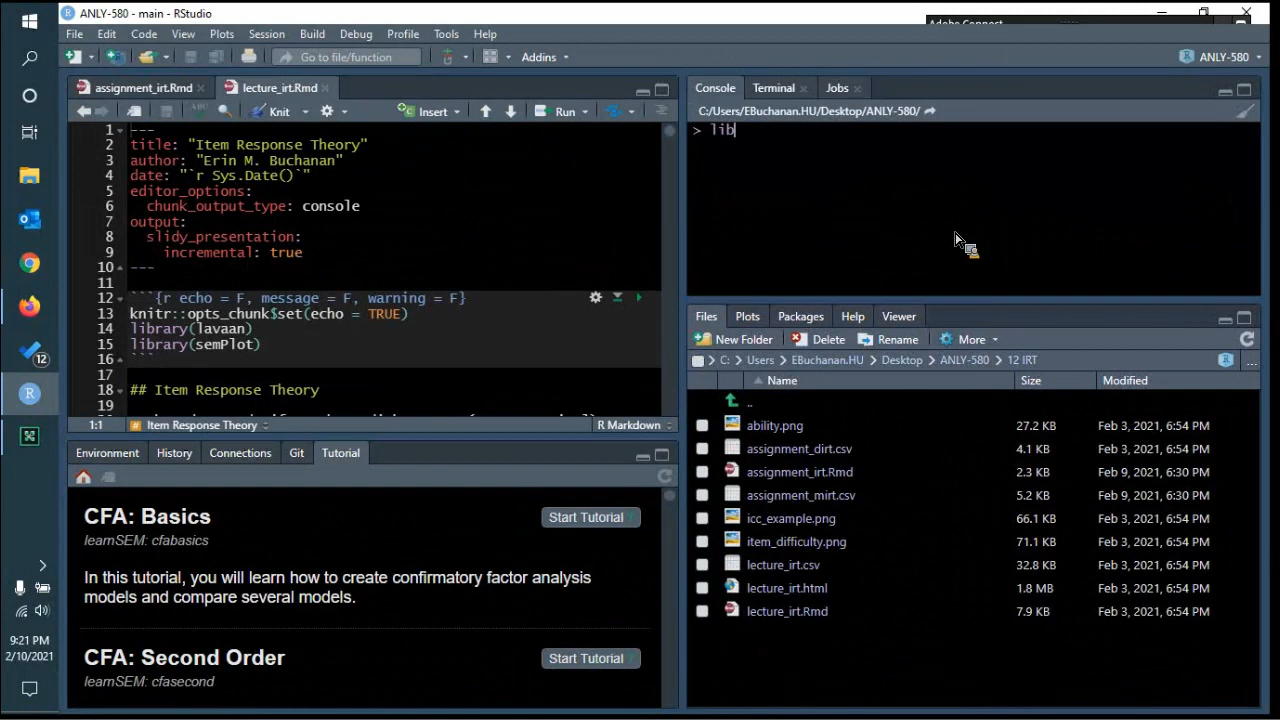 ANLY-580 - main - RStudio
Adobe Connect
File Edit Code View Plots Session Build Debug Profile Tools Help
Go to file/function
Addins
ANLY-580
assignment_irt.Rmd
lecture_irt.Rmd
Knit
Insert
Run
1 ---
2 title: "Item Response Theory"
3 author: "Erin M. Buchanan"
4 date: "`r Sys.Date()`"
5 editor_options:
6 chunk_output_type: console
7 output:
8 slidy_presentation:
9 incremental: true
10 ---
11
12 ```{r echo = F, message = F, warning = F}
13 knitr::opts_chunk$set(echo = TRUE)
14 library(lavaan)
15 library(semPlot)
16 ```
17
18 ## Item Response Theory
19
1:1
Item Response Theory
R Markdown
Console Terminal Jobs
C:/Users/EBuchanan.HU/Desktop/ANLY-580/
> lib
Environment History Connections Git Tutorial
CFA: Basics
Start Tutorial
learnSEM: cfabasics
In this tutorial, you will learn how to create confirmatory factor analysis
models and compare several models.
CFA: Second Order
Start Tutorial
learnSEM: cfasecond
Files Plots Packages Help Viewer
New Folder Delete Rename More
C: Users EBuchanan.HU Desktop ANLY-580 12 IRT
...
Name Size Modified
..
ability.png 27.2 KB Feb 3, 2021, 6:54 PM
assignment_dirt.csv 4.1 KB Feb 3, 2021, 6:54 PM
assignment_irt.Rmd 2.3 KB Feb 9, 2021, 6:30 PM
assignment_mirt.csv 5.2 KB Feb 9, 2021, 6:30 PM
icc_example.png 66.1 KB Feb 3, 2021, 6:54 PM
item_difficulty.png 71.1 KB Feb 3, 2021, 6:54 PM
lecture_irt.csv 32.8 KB Feb 3, 2021, 6:54 PM
lecture_irt.html 1.8 MB Feb 3, 2021, 6:54 PM
lecture_irt.Rmd 7.9 KB Feb 3, 2021, 6:54 PM
12
9:21 PM
2/10/2021